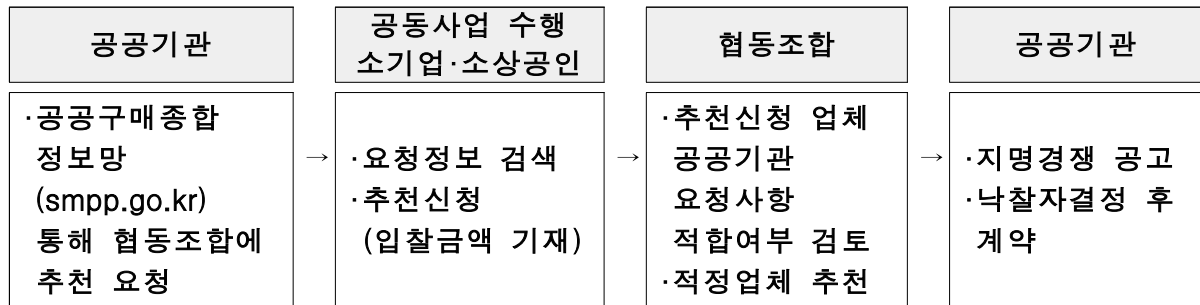 공공기관
·공공구매종합
정보망
(smpp.go.kr)
통해 협동조합에
추천 요청
→
공동사업 수행
소기업·소상공인
·요청정보 검색
·추천신청
(입찰금액 기재)
→
협동조합
·추천신청 업체
공공기관
요청사항
적합여부 검토
·적정업체 추천
→
공공기관
·지명경쟁 공고
·낙찰자결정 후
계약